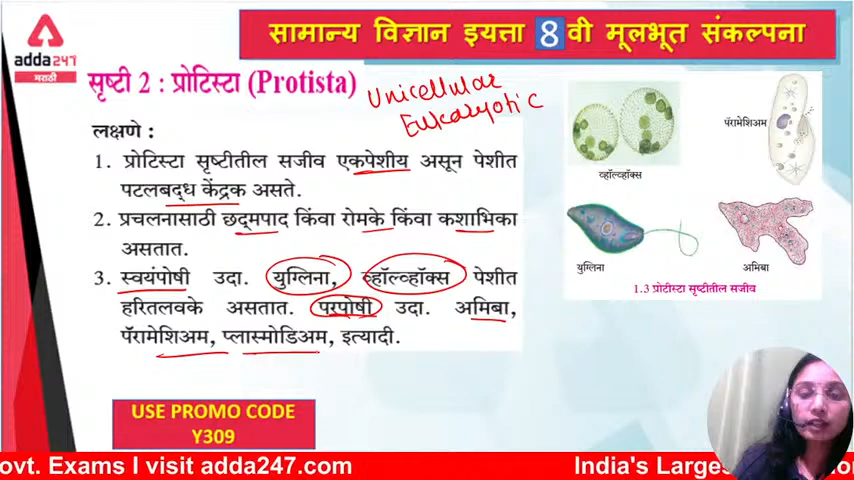 सामान्य विज्ञान इयत्ता 8 वी मूलभूत संकल्पना
adda247
मराठी
सृष्टी 2 : प्रोटिस्टा (Protista)
Unicellular
Eukaryotic
लक्षणे :
1. प्रोटिस्टा सृष्टीतील सजीव एकपेशीय असून पेशीत
पटलबद्ध केंद्रक असते.
2. प्रचलनासाठी छद्मपाद किंवा रोमके किंवा कशाभिका
असतात.
3. स्वयंपोषी उदा. युग्लिना, व्हॉल्व्हॉक्स पेशीत
हरितलवके असतात. परपोषी उदा. अमिबा,
पॅरामेशिअम, प्लास्मोडिअम, इत्यादी.
व्हॉल्व्हॉक्स
पॅरामेशिअम
युग्लिना
अमिबा
1.3 प्रोटीस्टा सृष्टीतील सजीव
USE PROMO CODE
Y309
ovt. Exams I visit adda247.com
India's Larges